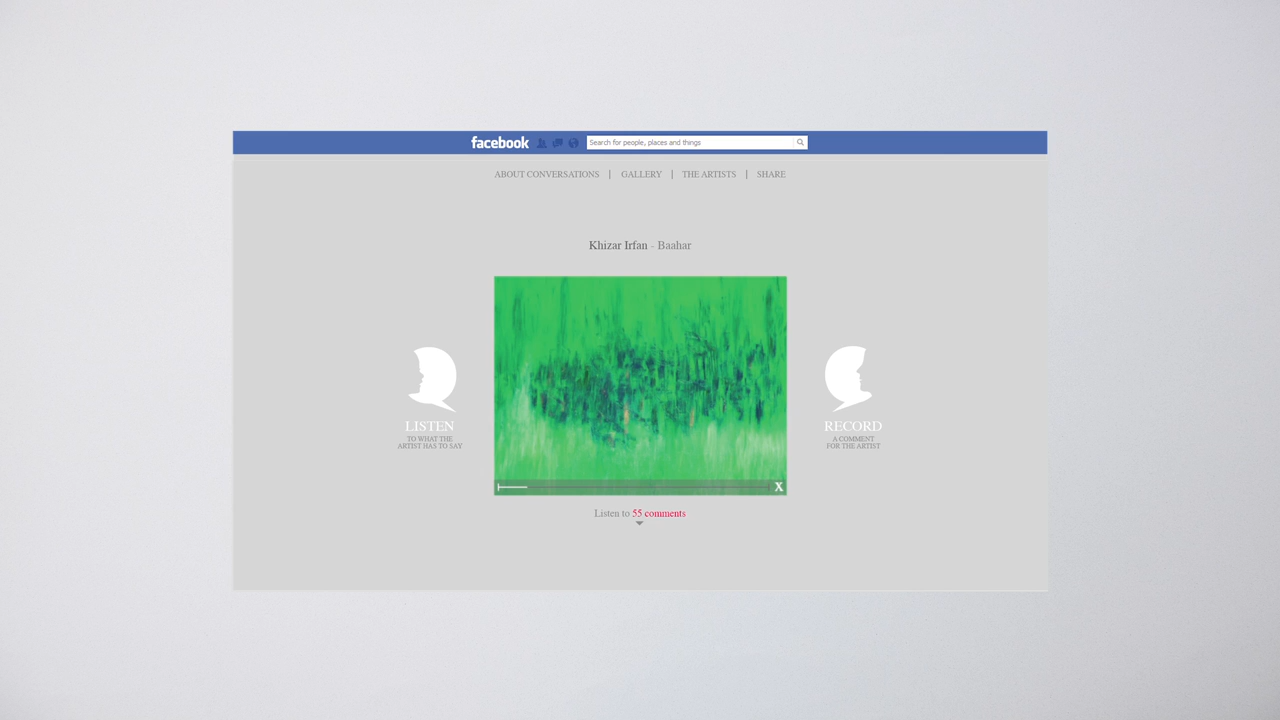 facebook
Search for people, places and things
ABOUT CONVERSATIONS | GALLERY | THE ARTISTS | SHARE
Khizar Irfan - Baahar
LISTEN
TO WHAT THE
ARTIST HAS TO SAY
RECORD
A COMMENT
FOR THE ARTIST
X
Listen to 55 comments